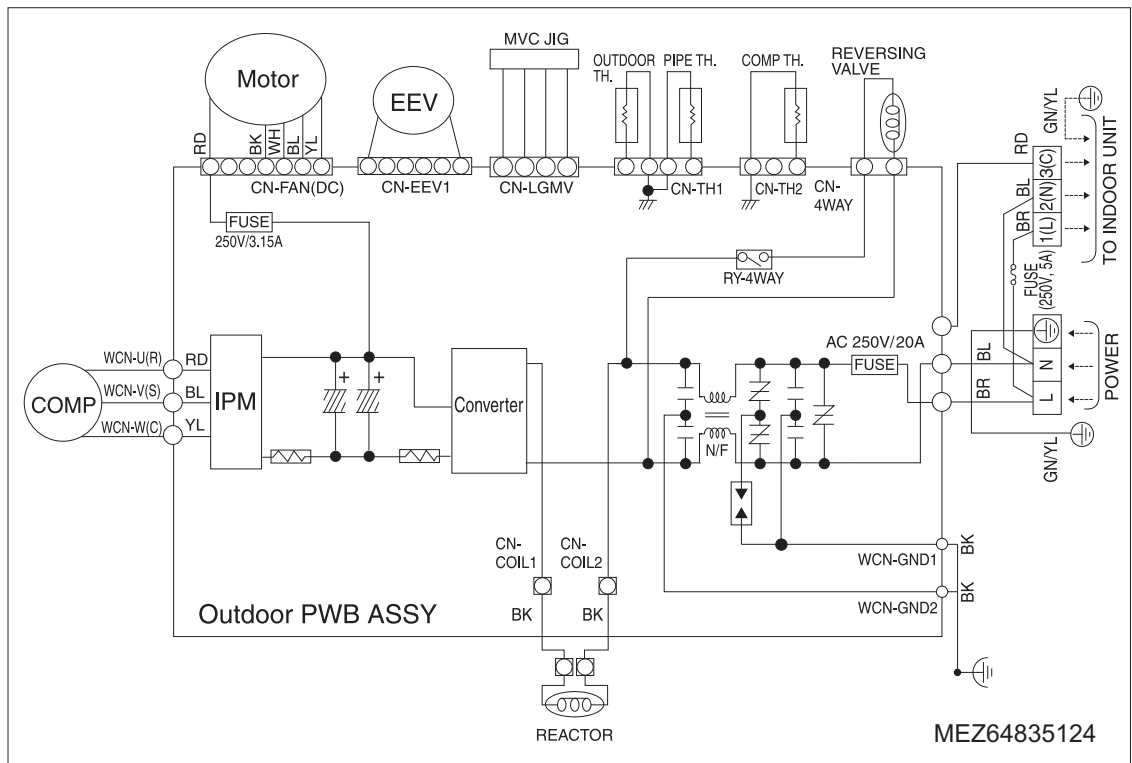 MVC JIG
OUTDOOR
TH.
PIPE TH.
COMP TH.
REVERSING
VALVE
Motor
EEV
RD
BK
WH
BL
YL
CN-FAN(DC)
CN-EEV1
CN-LGMV
CN-TH1
CN-TH2
CN-
4WAY
GN/YL
RD
BL
BR
3(C)
2(N)
1(L)
TO INDOOR UNIT
FUSE
(250V, 5A)
FUSE
250V/3.15A
RY-4WAY
WCN-U(R)
WCN-V(S)
WCN-W(C)
COMP
RD
BL
YL
IPM
+
+
Converter
AC 250V/20A
FUSE
BL
BR
N
L
POWER
GN/YL
N/F
CN-
COIL1
CN-
COIL2
BK
BK
WCN-GND1
WCN-GND2
BK
BK
Outdoor PWB ASSY
REACTOR
MEZ64835124